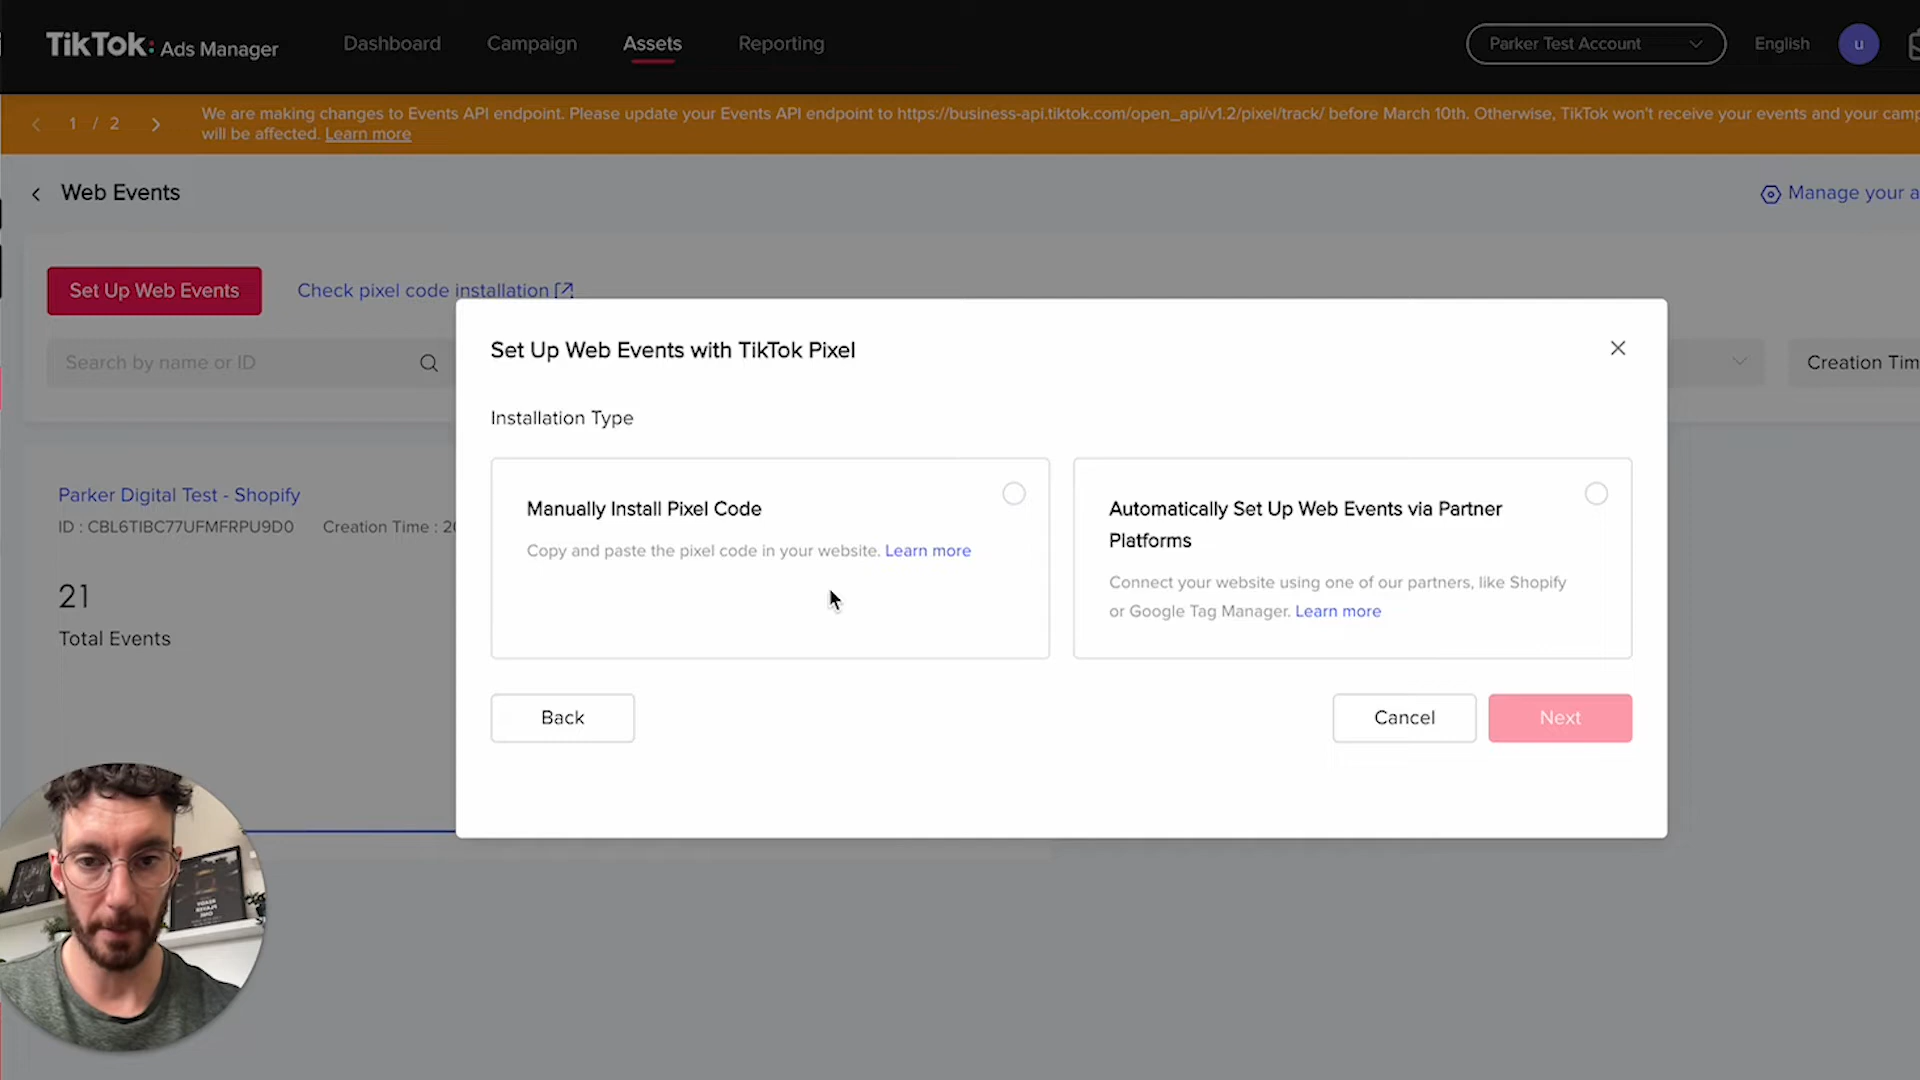 TikTok: Ads Manager
Dashboard
Campaign
Assets
Reporting
Parker Test Account
English
u
1 / 2
We are making changes to Events API endpoint. Please update your Events API endpoint to https://business-api.tiktok.com/open_api/v1.2/pixel/track/ before March 10th. Otherwise, TikTok won't receive your events and your camp
will be affected. Learn more
Web Events
Manage your a
Set Up Web Events
Check pixel code installation
Search by name or ID
Creation Tim
Set Up Web Events with TikTok Pixel
Installation Type
Manually Install Pixel Code
Copy and paste the pixel code in your website. Learn more
Automatically Set Up Web Events via Partner
Platforms
Connect your website using one of our partners, like Shopify
or Google Tag Manager. Learn more
Back
Cancel
Next
Parker Digital Test - Shopify
ID : CBL6TIBC77UFMFRPU9D0
Creation Time : 20
21
Total Events